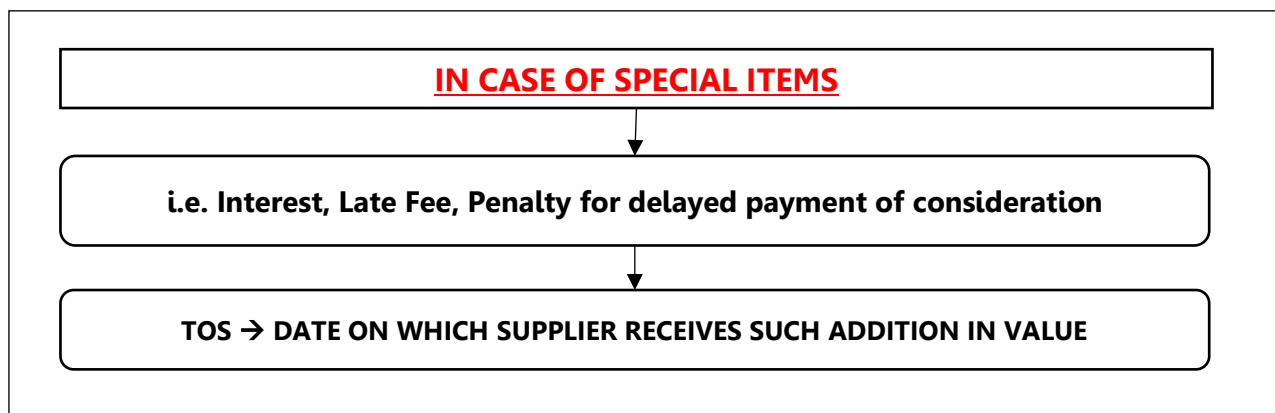 IN CASE OF SPECIAL ITEMS
i.e. Interest, Late Fee, Penalty for delayed payment of consideration
TOS → DATE ON WHICH SUPPLIER RECEIVES SUCH ADDITION IN VALUE